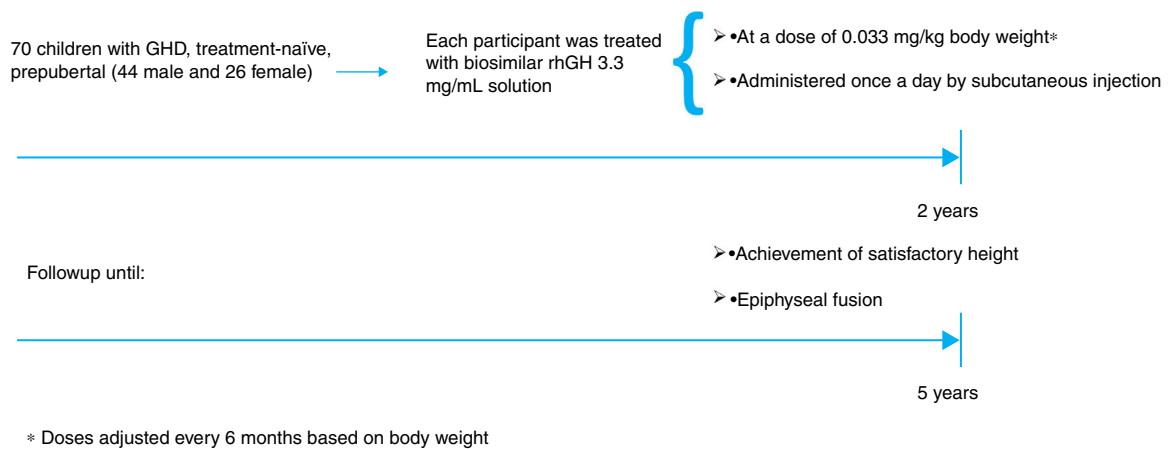 70 children with GHD, treatment-naïve,
prepubertal (44 male and 26 female)
Each participant was treated
with biosimilar rhGH 3.3
mg/mL solution
➢ •At a dose of 0.033 mg/kg body weight*
➢ •Administered once a day by subcutaneous injection
2 years
Followup until:
➢ •Achievement of satisfactory height
➢ •Epiphyseal fusion
5 years
* Doses adjusted every 6 months based on body weight